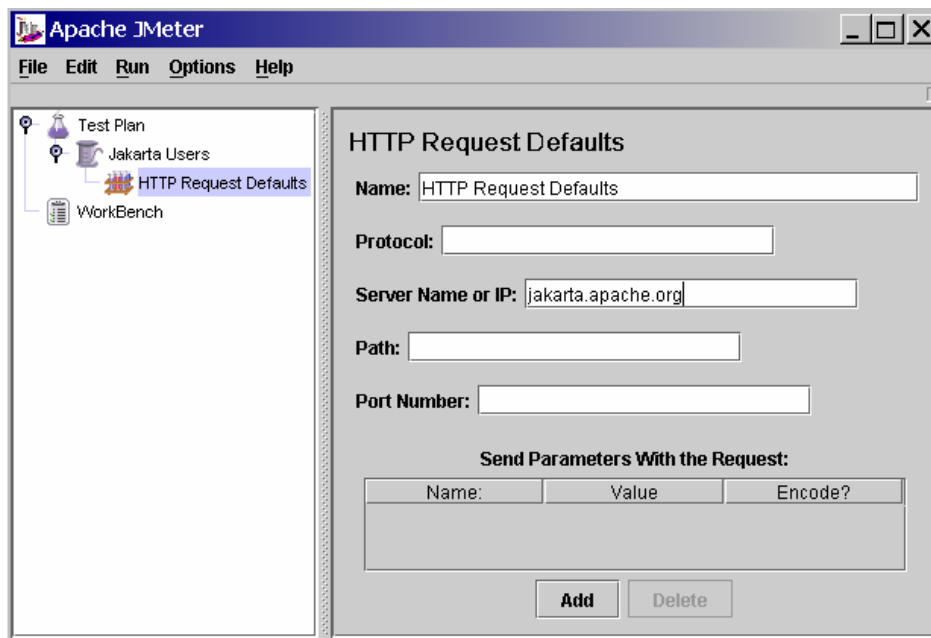 Apache JMeter
File Edit Run Options Help
Test Plan
Jakarta Users
HTTP Request Defaults
WorkBench
HTTP Request Defaults
Name: HTTP Request Defaults
Protocol:
Server Name or IP: jakarta.apache.org
Path:
Port Number:
Send Parameters With the Request:
Name: Value Encode?
Add Delete